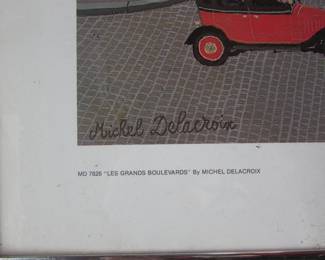 Michel Delacroix
MD 7826 "LES GRANDS BOULEVARDS" By MICHEL DELACROIX